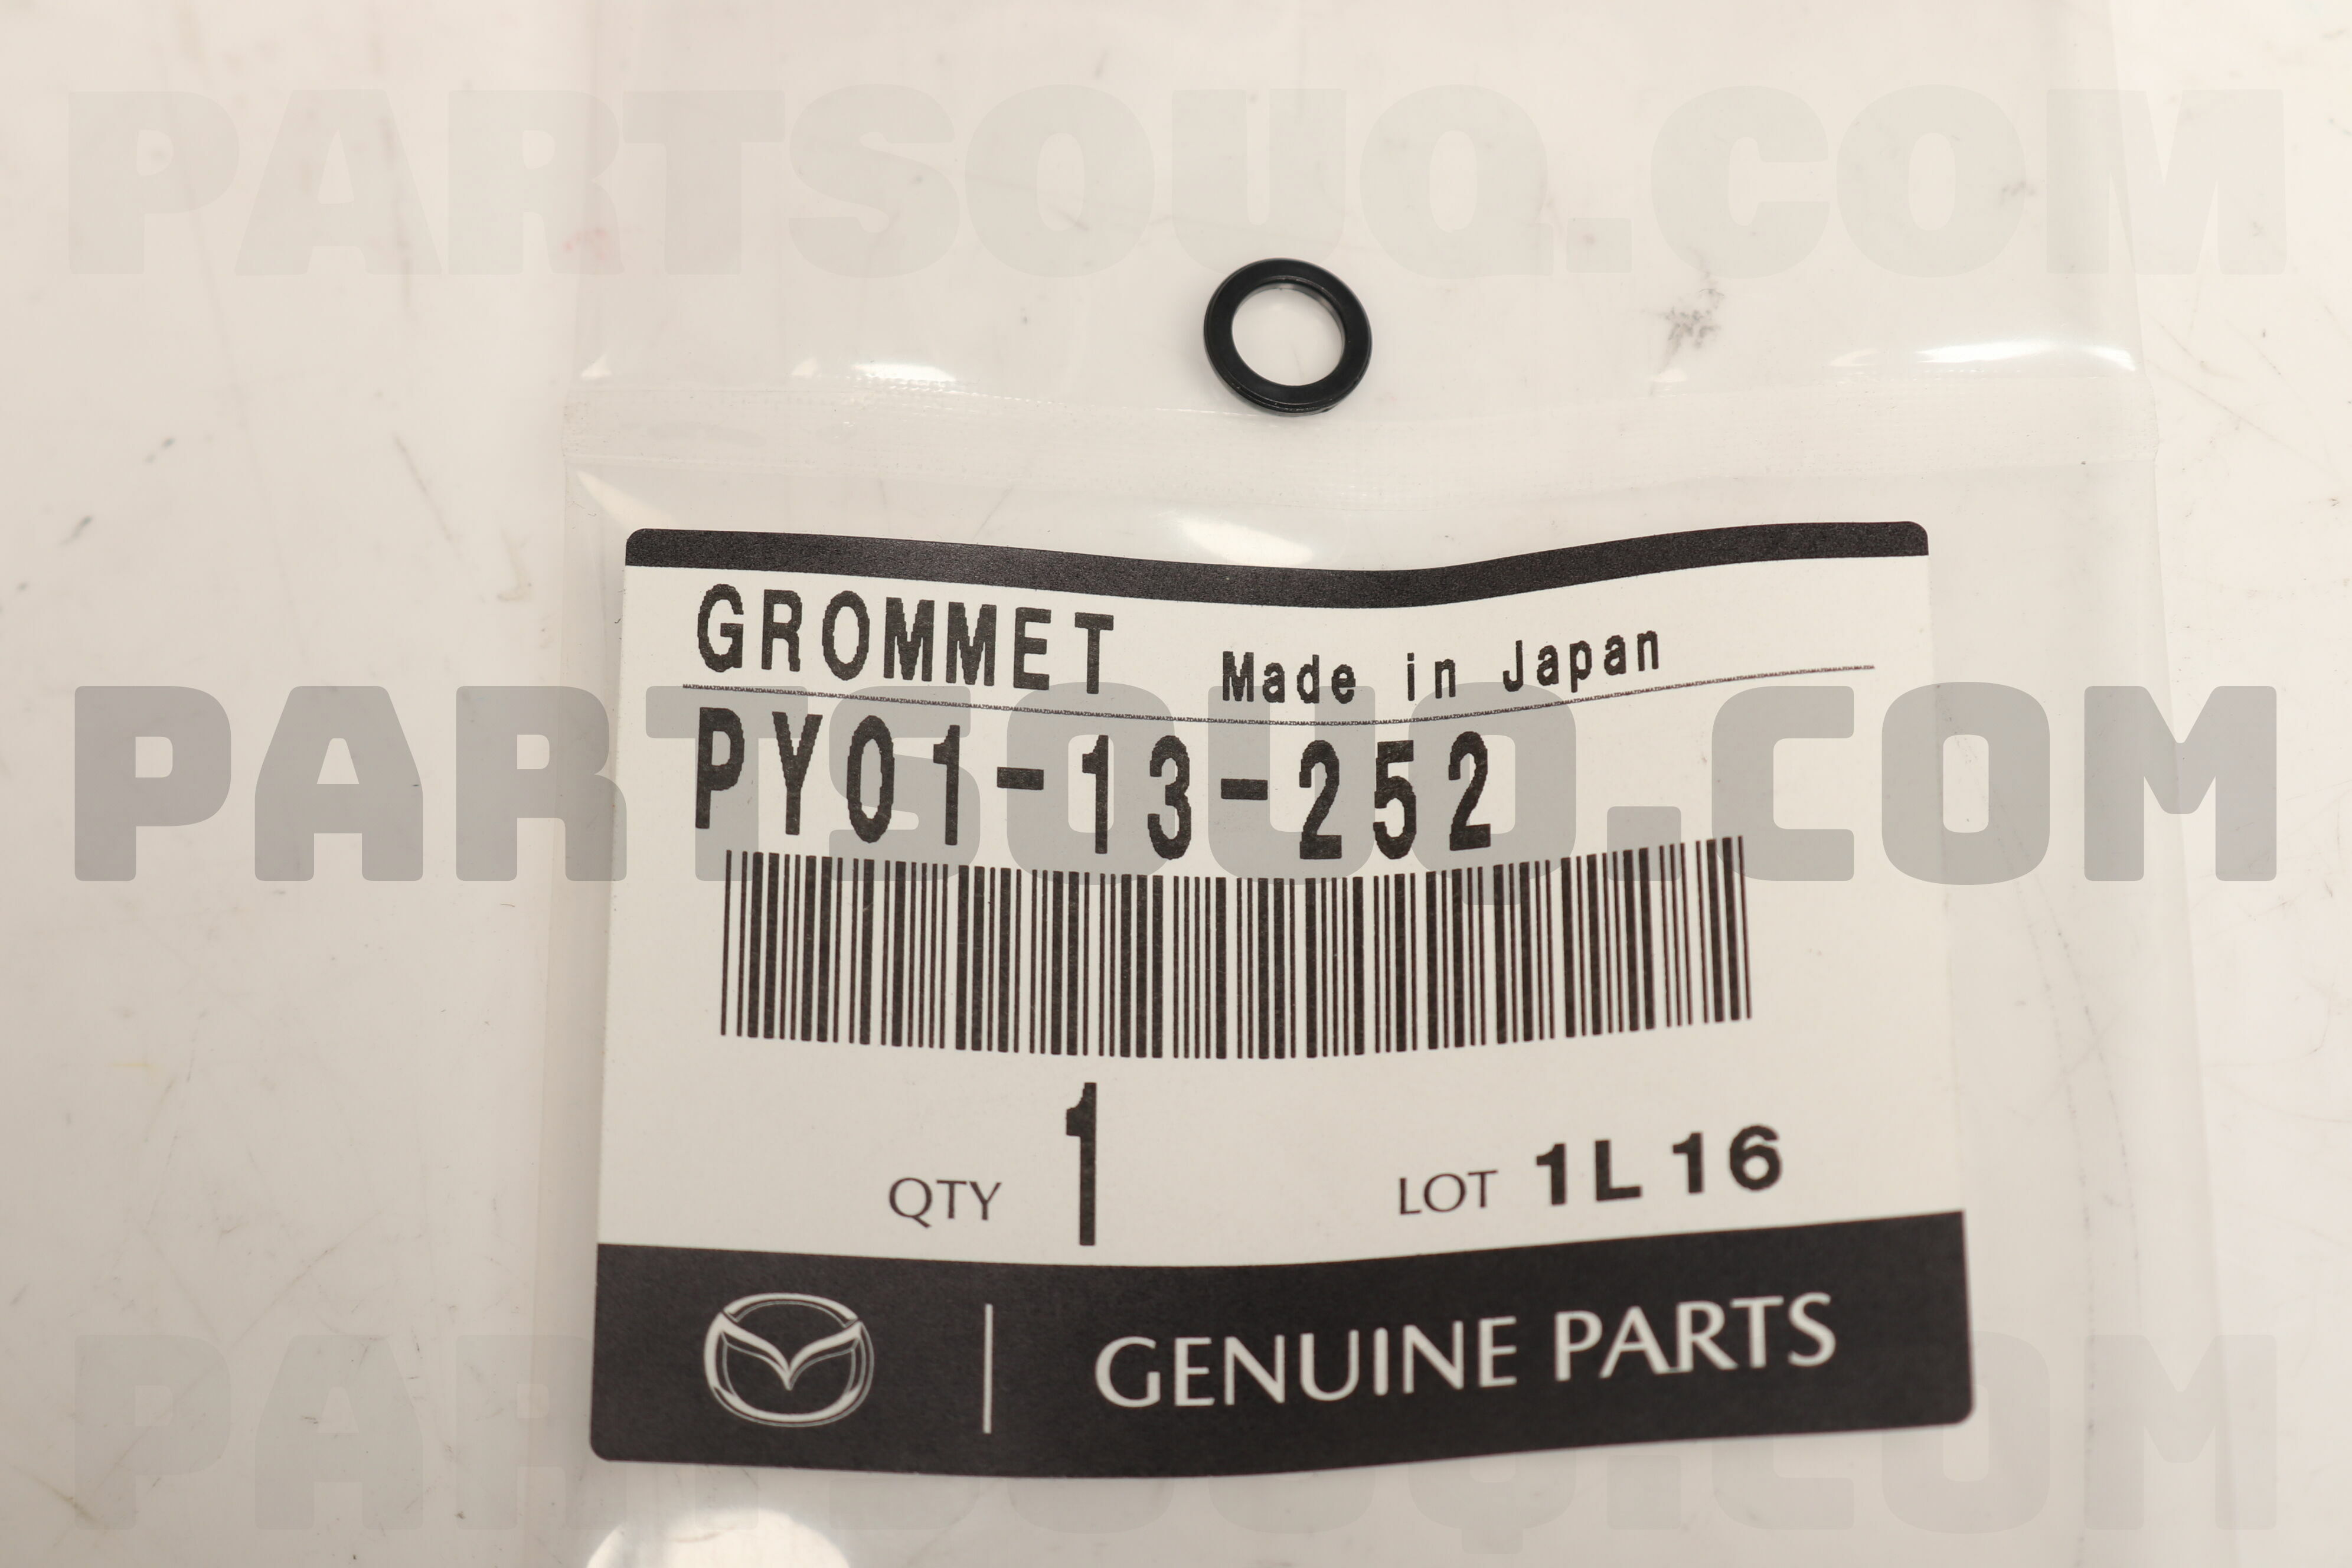 PARTSOUQ.COM
GROMMET Made in Japan
PY01-13-252
PARTSOUQ.COM
QTY 1 LOT 1L16
GENUINE PARTS
PARTSOUQ.COM